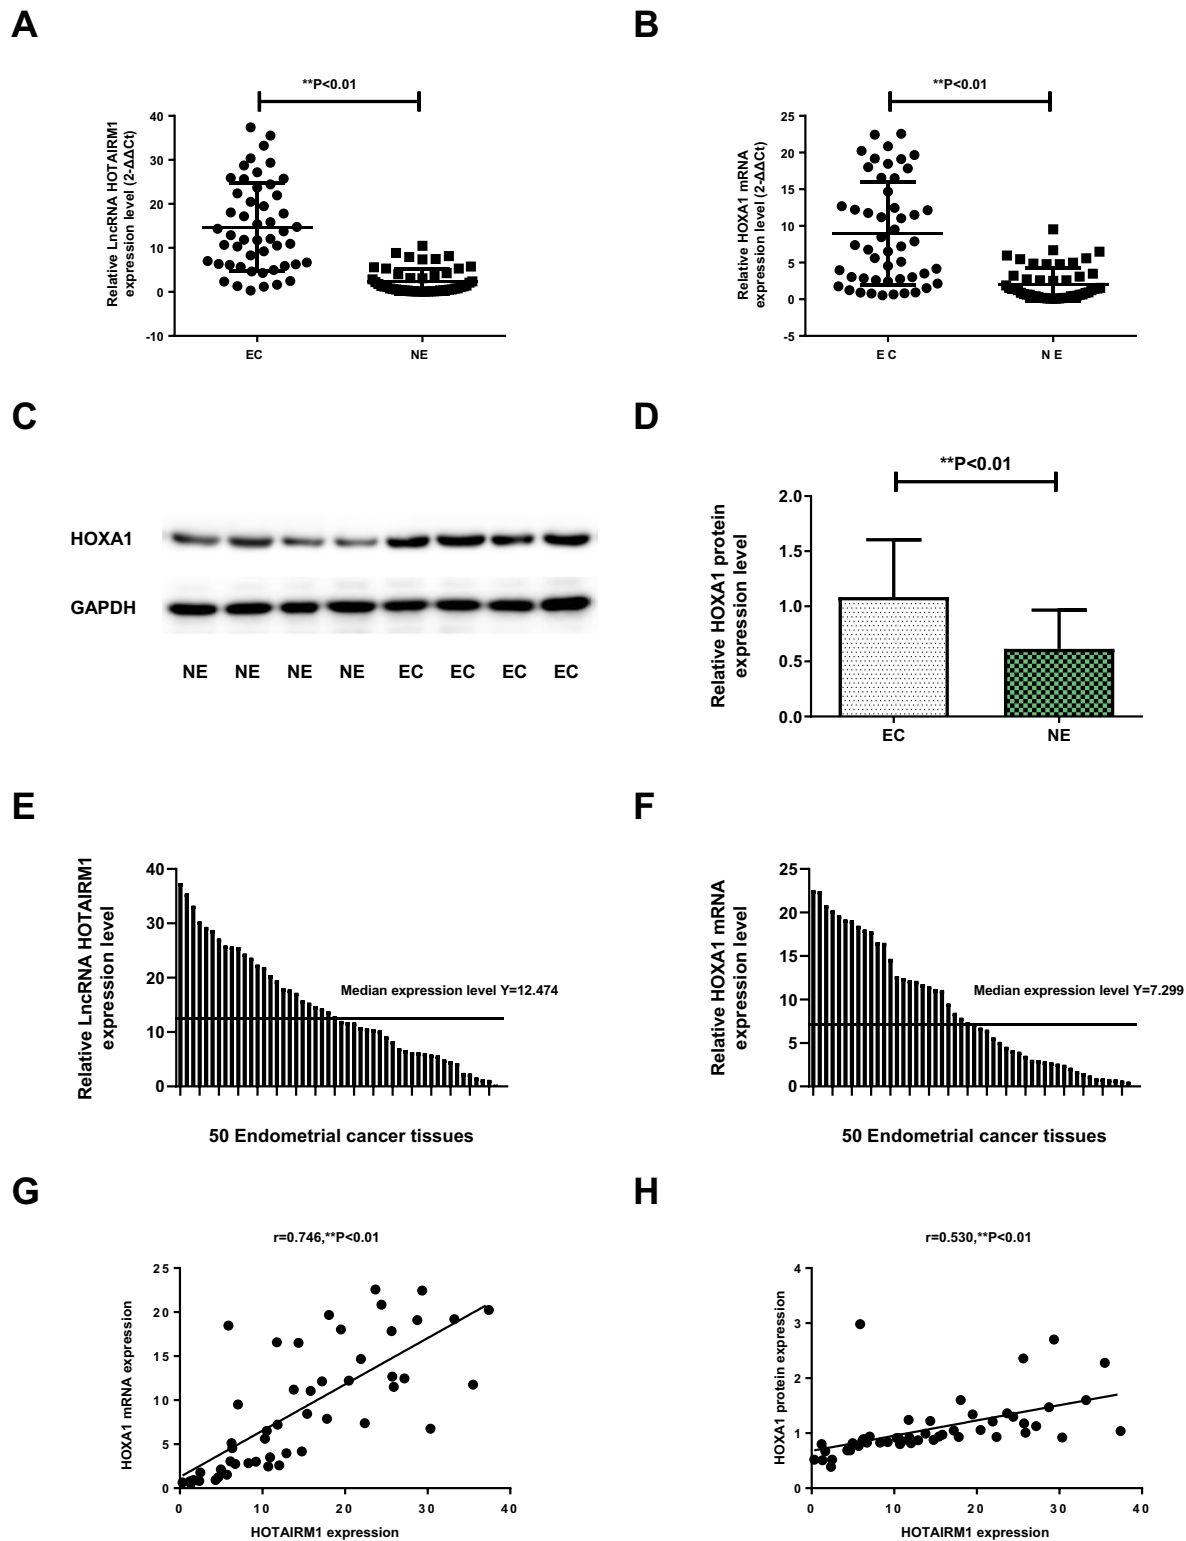 A
**P<0.01
Relative LncRNA HOTAIRM1
expression level (2-ΔΔCt)
40
30
20
10
0
-10
EC
NE
B
**P<0.01
Relative HOXA1 mRNA
expression level (2-ΔΔCt)
25
20
15
10
5
0
-5
E C
N E
C
HOXA1
GAPDH
NE NE NE NE EC EC EC EC
D
**P<0.01
Relative HOXA1 protein
expression level
2.0
1.5
1.0
0.5
0.0
EC
NE
E
Relative LncRNA HOTAIRM1
expression level
40
30
20
10
0
Median expression level Y=12.474
50 Endometrial cancer tissues
F
Relative HOXA1 mRNA
expression level
25
20
15
10
5
0
Median expression level Y=7.299
50 Endometrial cancer tissues
G
r=0.746,**P<0.01
HOXA1 mRNA expression
25
20
15
10
5
0
0 10 20 30 40
HOTAIRM1 expression
H
r=0.530,**P<0.01
HOXA1 protein expression
4
3
2
1
0
0 10 20 30 40
HOTAIRM1 expression